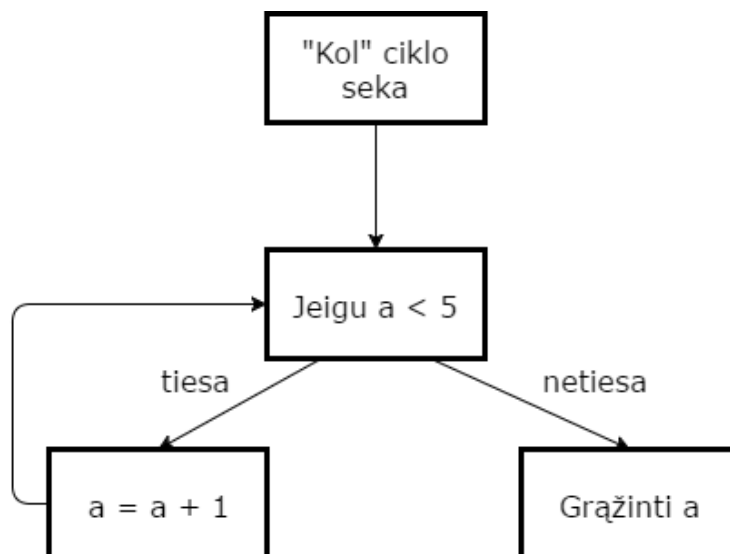 "Kol" ciklo
seka
Jeigu a < 5
tiesa
netiesa
a = a + 1
Grąžinti a